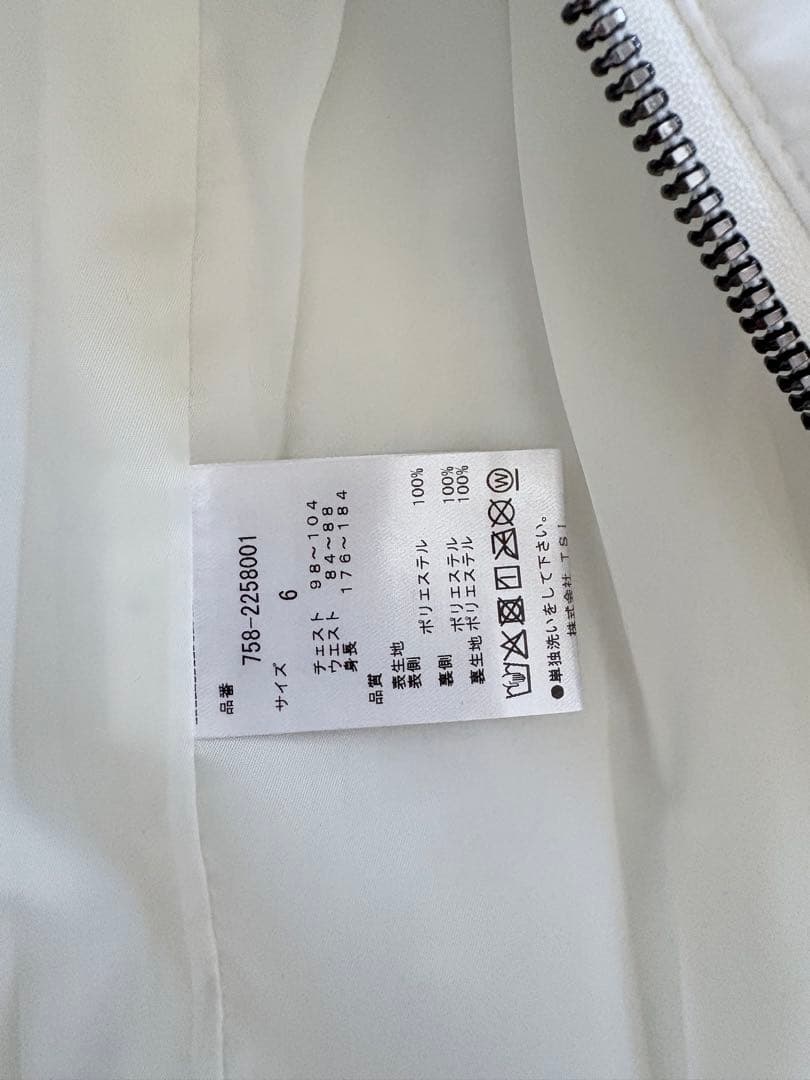 品番
758-2258001
サイズ
6
チェスト 98～104
ウエスト 84～88
身長 176～184
品質
表生地
表側 ポリエステル 100%
裏側 ポリエステル 100%
裏生地 ポリエステル 100%
W
●単独洗いをして下さい。
株式会社 TSI